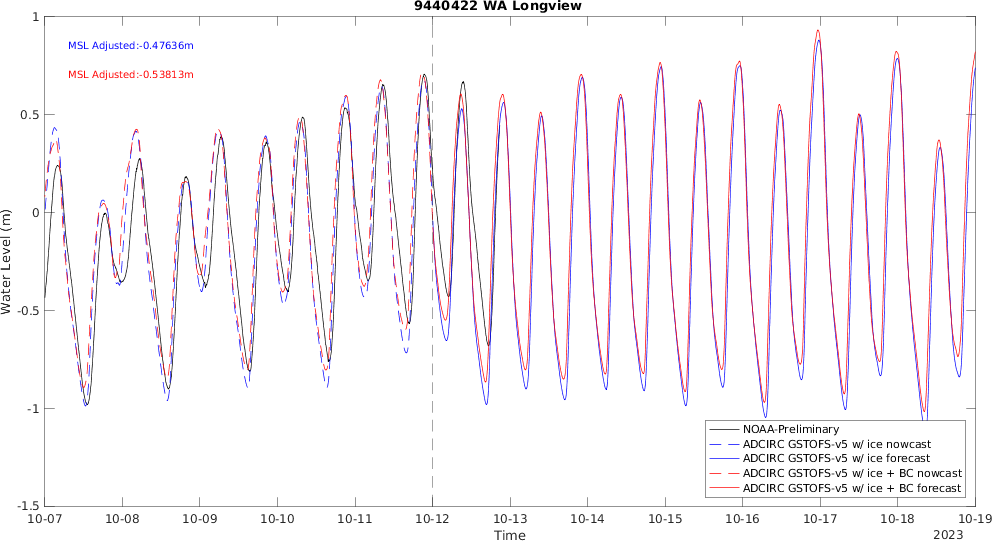 9440422 WA Longview
MSL Adjusted:-0.47636m
MSL Adjusted:-0.53813m
1
0.5
0
-0.5
-1
-1.5
Water Level (m)
NOAA-Preliminary
ADCIRC GSTOFS-v5 w/ ice nowcast
ADCIRC GSTOFS-v5 w/ ice forecast
ADCIRC GSTOFS-v5 w/ ice + BC nowcast
ADCIRC GSTOFS-v5 w/ ice + BC forecast
10-07 10-08 10-09 10-10 10-11 10-12 10-13 10-14 10-15 10-16 10-17 10-18 10-19
Time
2023